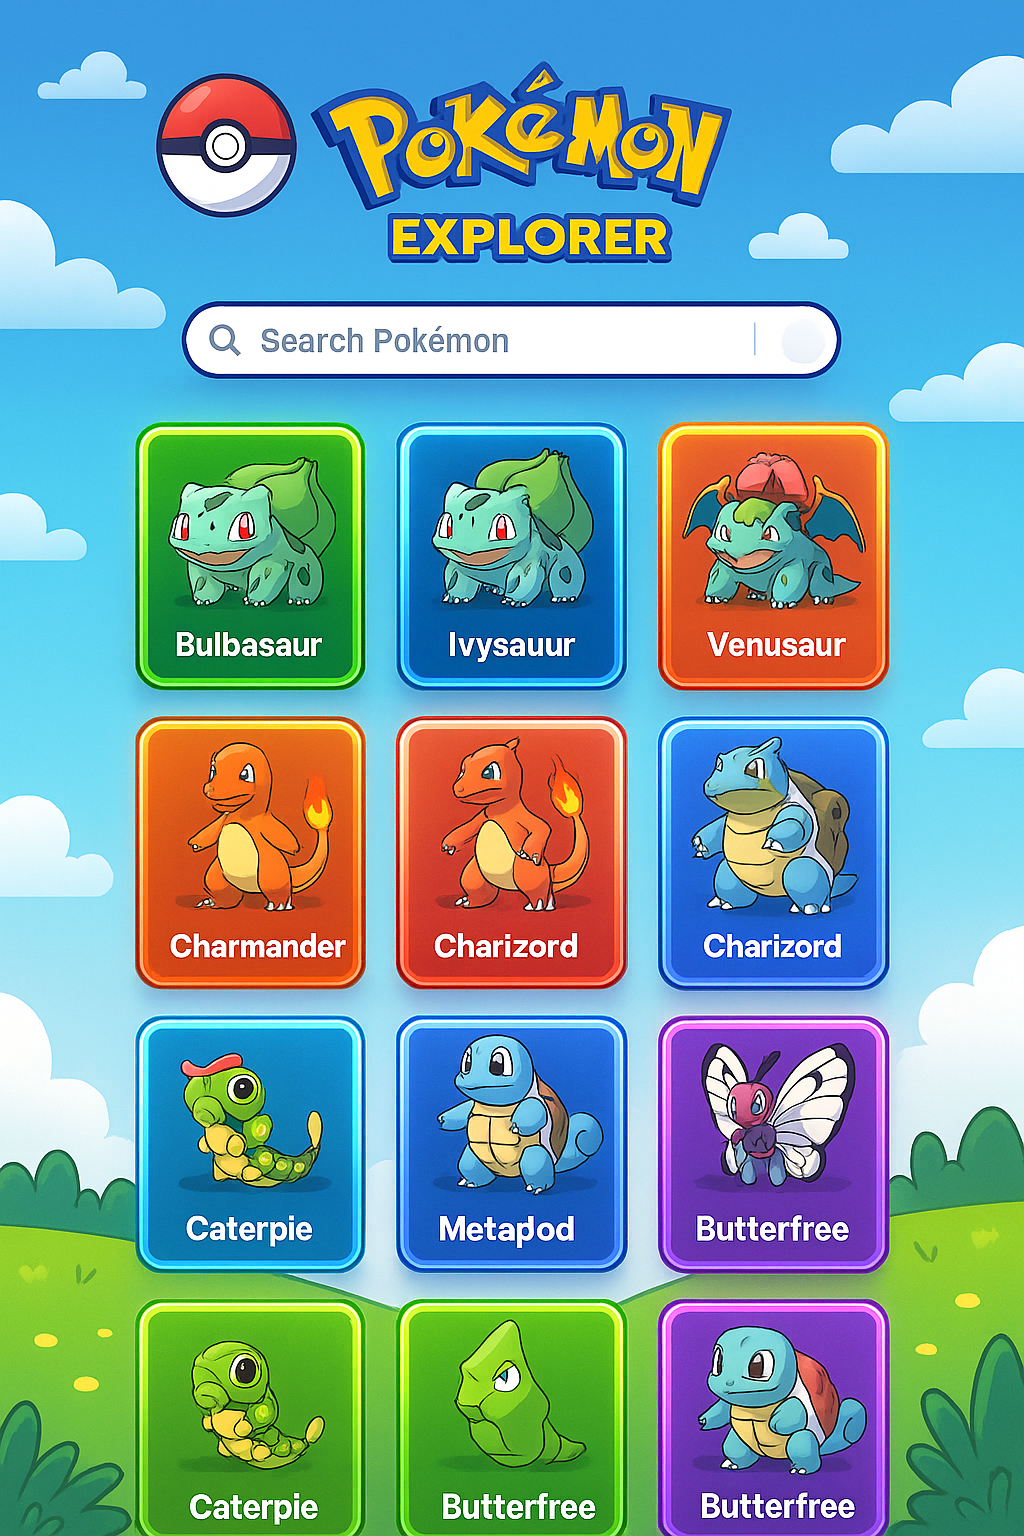 POKéMON
EXPLORER
Search Pokémon
Bulbasaur
Ivysauur
Venusaur
Charmander
Charizord
Charizord
Caterpie
Metapod
Butterfree
Caterpie
Butterfree
Butterfree